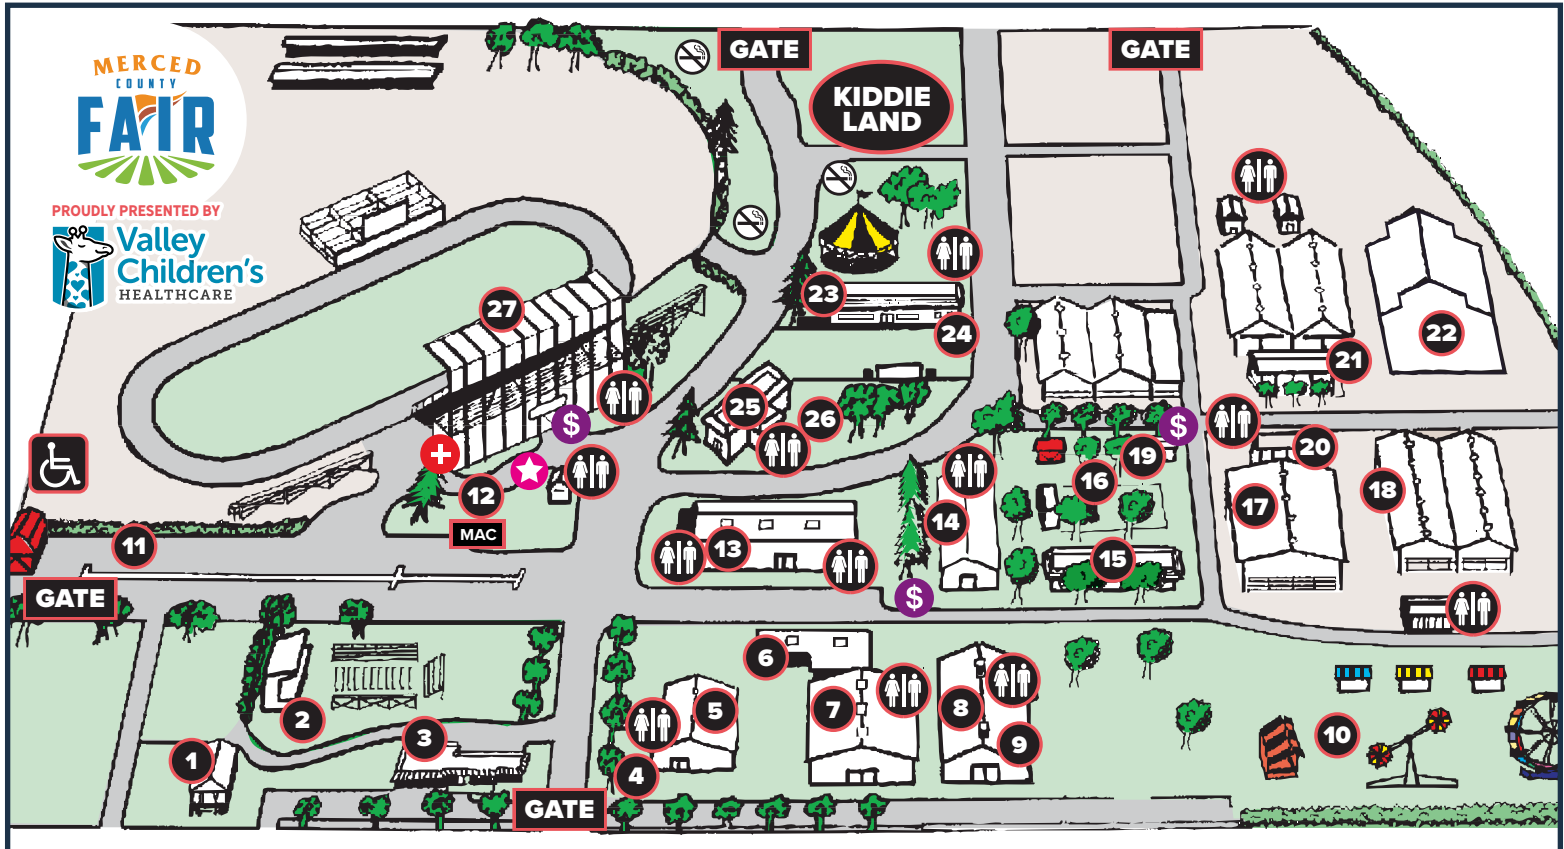 MERCED
COUNTY
FAIR
PROUDLY PRESENTED BY
Valley
Children's
HEALTHCARE
GATE
GATE
KIDDIE
LAND
27
23
24
22
21
25
26
$
$
12
MAC
19
16
20
17
18
14
13
15
11
$
GATE
6
5
7
8
9
10
2
3
1
4
GATE